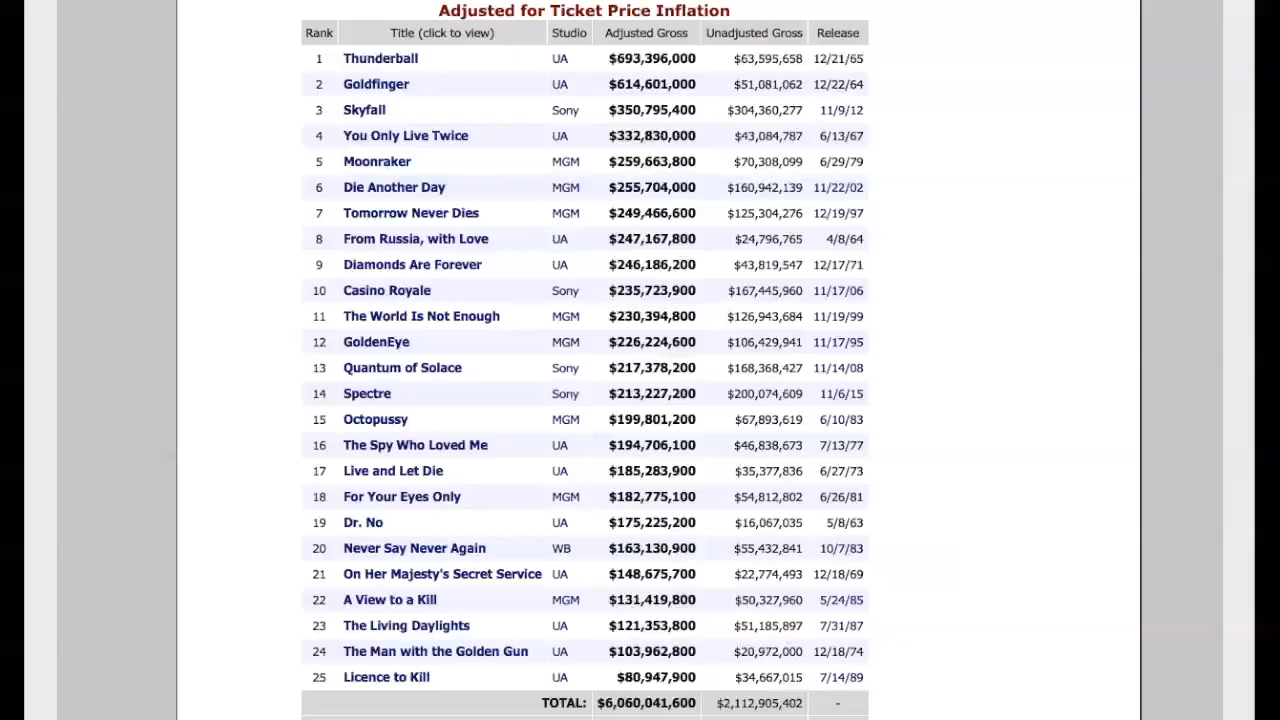 Adjusted for Ticket Price Inflation
Rank Title (click to view) Studio Adjusted Gross Unadjusted Gross Release
1 Thunderball UA $693,396,000 $63,595,658 12/21/65
2 Goldfinger UA $614,601,000 $51,081,062 12/22/64
3 Skyfall Sony $350,795,400 $304,360,277 11/9/12
4 You Only Live Twice UA $332,830,000 $43,084,787 6/13/67
5 Moonraker MGM $259,663,800 $70,308,099 6/29/79
6 Die Another Day MGM $255,704,000 $160,942,139 11/22/02
7 Tomorrow Never Dies MGM $249,466,600 $125,304,276 12/19/97
8 From Russia, with Love UA $247,167,800 $24,796,765 4/8/64
9 Diamonds Are Forever UA $246,186,200 $43,819,547 12/17/71
10 Casino Royale Sony $235,723,900 $167,445,960 11/17/06
11 The World Is Not Enough MGM $230,394,800 $126,943,684 11/19/99
12 GoldenEye MGM $226,224,600 $106,429,941 11/17/95
13 Quantum of Solace Sony $217,378,200 $168,368,427 11/14/08
14 Spectre Sony $213,227,200 $200,074,609 11/6/15
15 Octopussy MGM $199,801,200 $67,893,619 6/10/83
16 The Spy Who Loved Me UA $194,706,100 $46,838,673 7/13/77
17 Live and Let Die UA $185,283,900 $35,377,836 6/27/73
18 For Your Eyes Only MGM $182,775,100 $54,812,802 6/26/81
19 Dr. No UA $175,225,200 $16,067,035 5/8/63
20 Never Say Never Again WB $163,130,900 $55,432,841 10/7/83
21 On Her Majesty's Secret Service UA $148,675,700 $22,774,493 12/18/69
22 A View to a Kill MGM $131,419,800 $50,327,960 5/24/85
23 The Living Daylights UA $121,353,800 $51,185,897 7/31/87
24 The Man with the Golden Gun UA $103,962,800 $20,972,000 12/18/74
25 Licence to Kill UA $80,947,900 $34,667,015 7/14/89
TOTAL: $6,060,041,600 $2,112,905,402 -